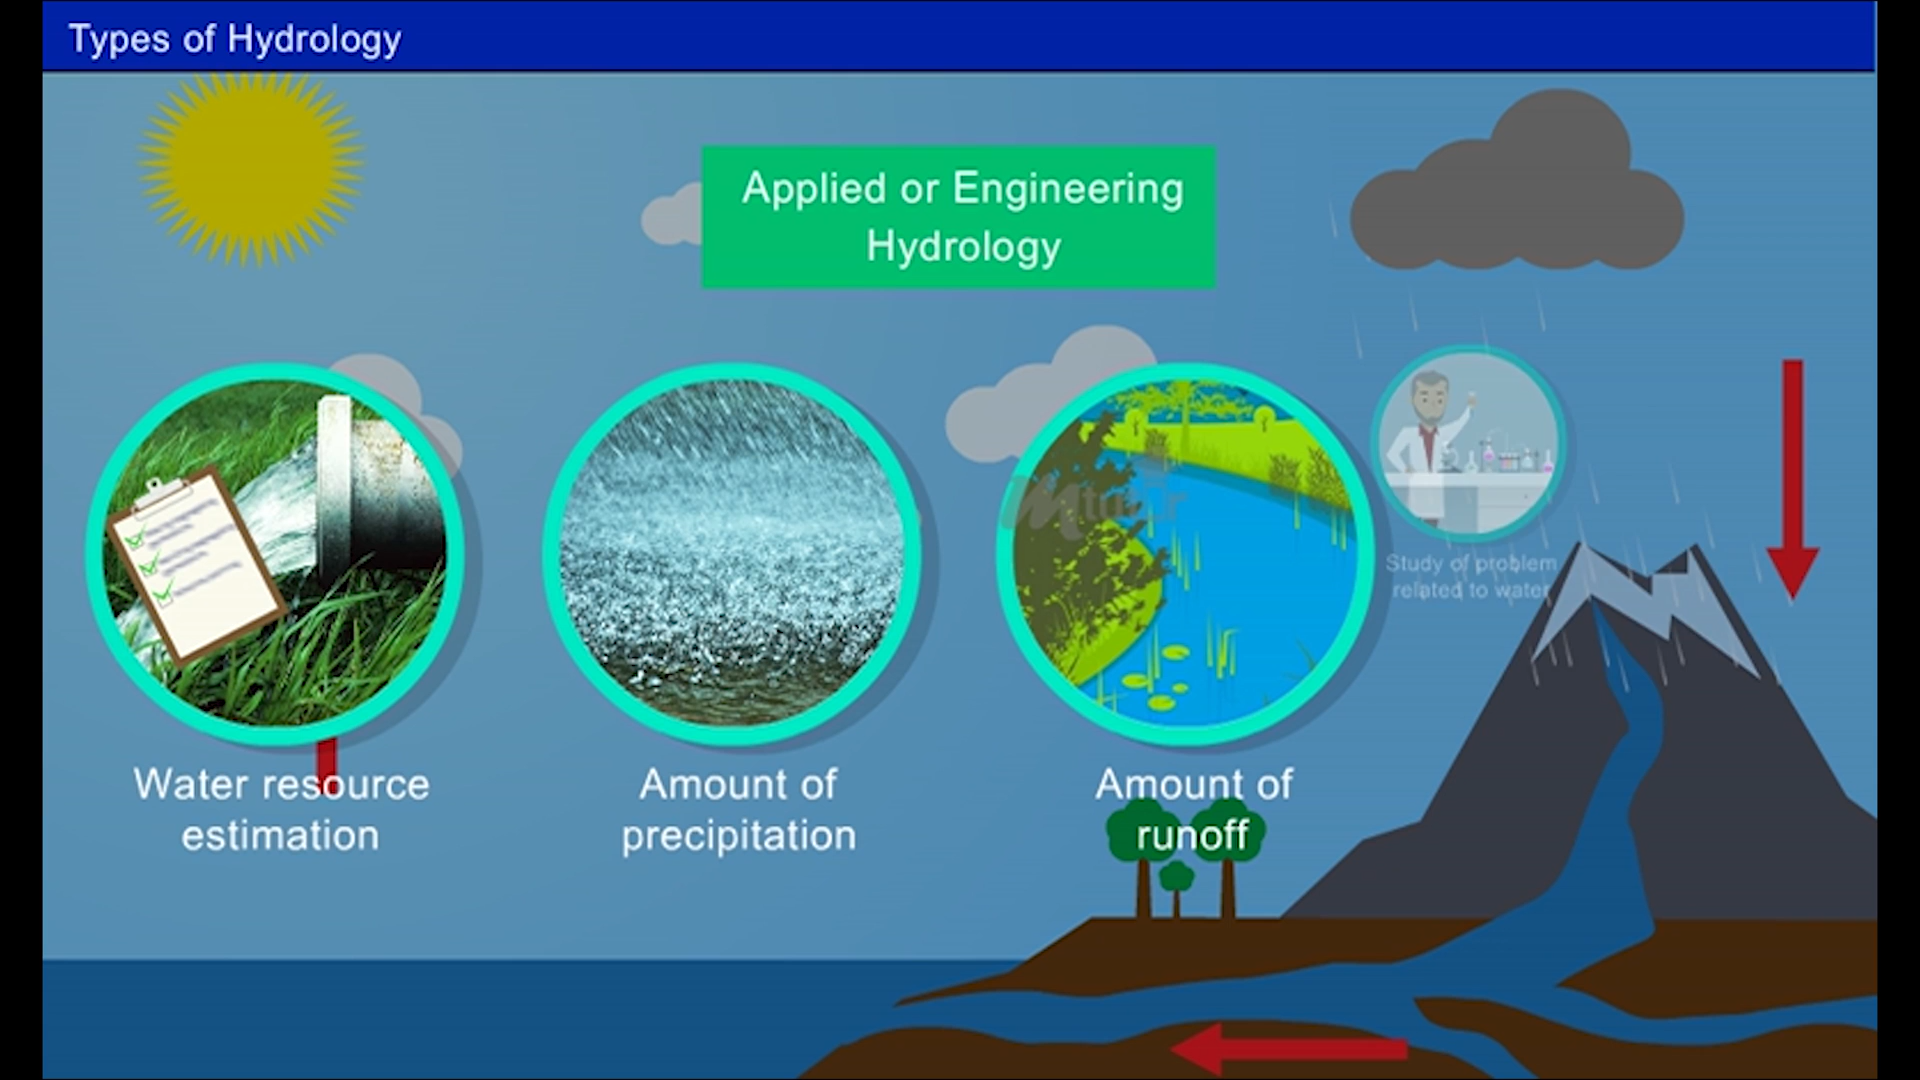 Types of Hydrology
Applied or Engineering
Hydrology
Water resource
estimation
Amount of
precipitation
Amount of
runoff
Study of problem
related to water
Mtutor